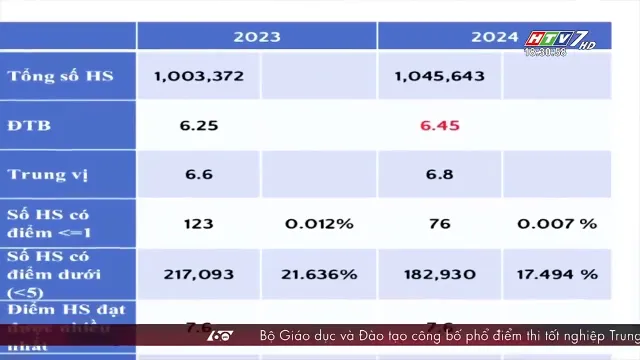 2023 2024
HTV7 HD
18:30:56
Tổng số HS 1,003,372 1,045,643
ĐTB 6.25 6.45
Trung vị 6.6 6.8
Số HS có
điểm <=1 123 0.012% 76 0.007 %
Số HS có
điểm dưới 217,093 21.636% 182,930 17.494 %
(<5)
Điểm HS đạt
được nhiều 7.6 7.6
nhất
60 Bộ Giáo dục và Đào tạo công bố phổ điểm thi tốt nghiệp Trung